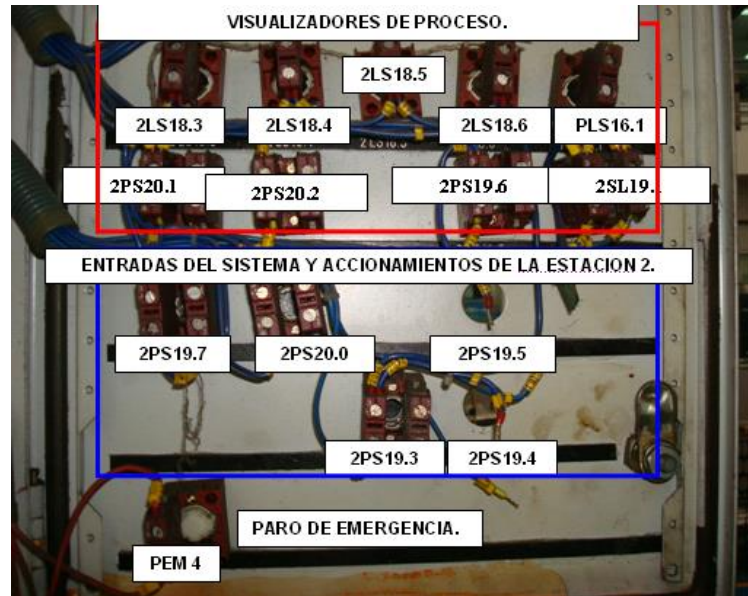 VISUALIZADORES DE PROCESO.
2LS18.5
2LS18.3
2LS18.4
2LS18.6
PLS16.1
2PS20.1
2PS20.2
2PS19.6
2SL19.
ENTRADAS DEL SISTEMA Y ACCIONAMIENTOS DE LA ESTACION 2.
2PS19.7
2PS20.0
2PS19.5
2PS19.3
2PS19.4
PARO DE EMERGENCIA.
PEM 4